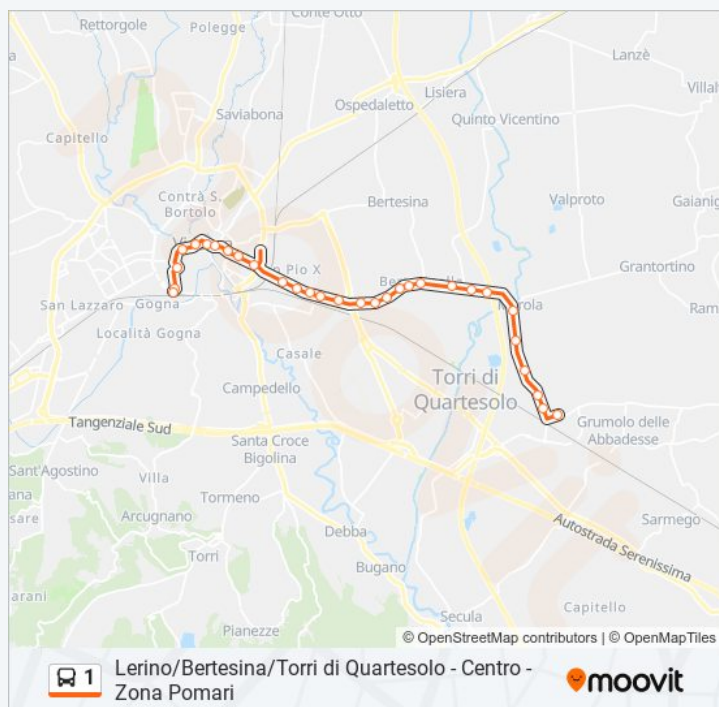 Rettorgole
Polegge
Conte Otto
Lanzè
Lisiera
Ospedaletto
Saviabona
Quinto Vicentino
Capitello
Contrà S.
Bortolo
Bertesina
Valproto
Grantortino
Pio X
San Lazzaro
Gogna
Località Gogna
Casale
Torri di
Quartesolo
Campedello
Grumolo delle
Abbadesse
Tangenziale Sud
Santa Croce
Bigolina
Sant'Agostino
Villa
Tormeno
Arcugnano
Sarmego
Autostrada Serenissima
Debba
Torri
Bugano
Capitello
Pianezze
Secula
© OpenStreetMap contributors | © OpenMapTiles
1
Lerino/Bertesina/Torri di Quartesolo - Centro -
Zona Pomari
moovit